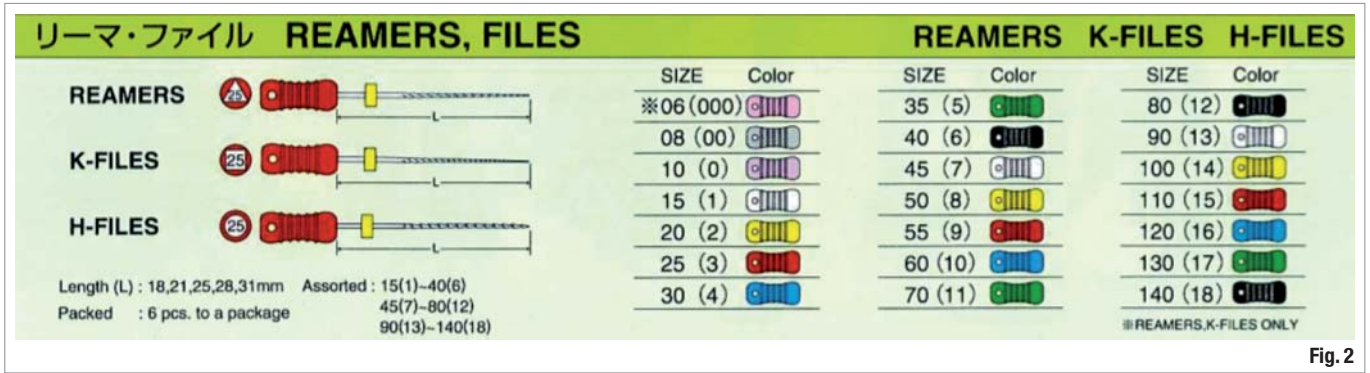 リーマ・ファイル REAMERS, FILES REAMERS K-FILES H-FILES
REAMERS 25
K-FILES 25
H-FILES 25
L
L
L
Length (L) : 18,21,25,28,31mm Assorted : 15(1)~40(6)
Packed : 6 pcs. to a package 45(7)~80(12)
90(13)~140(18)
SIZE Color
※06(000)
08 (00)
10 (0)
15 (1)
20 (2)
25 (3)
30 (4)
SIZE Color
35 (5)
40 (6)
45 (7)
50 (8)
55 (9)
60 (10)
70 (11)
SIZE Color
80 (12)
90 (13)
100 (14)
110 (15)
120 (16)
130 (17)
140 (18)
※REAMERS,K-FILES ONLY
Fig. 2